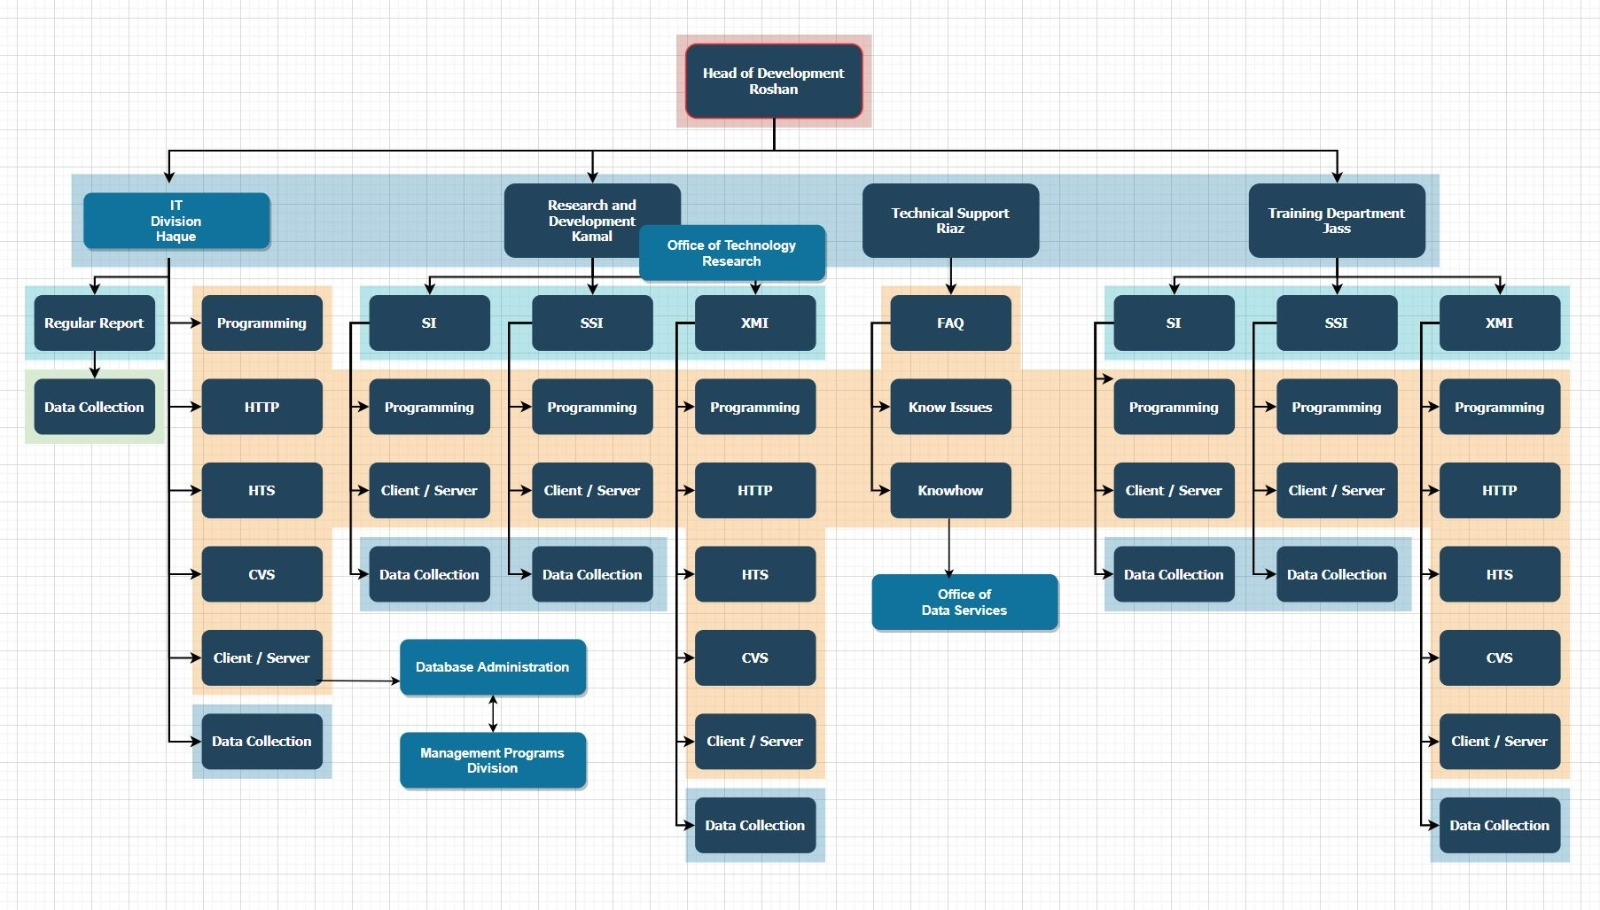 Head of Development
Roshan
IT
Division
Haque
Research and
Development
Kamal
Office of Technology
Research
Technical Support
Riaz
Training Department
Jass
Regular Report
Programming
SI
SSI
XMI
FAQ
SI
SSI
XMI
Data Collection
HTTP
Programming
Programming
Programming
Know Issues
Programming
Programming
Programming
HTS
Client / Server
Client / Server
HTTP
Knowhow
Client / Server
Client / Server
HTTP
CVS
Data Collection
Data Collection
HTS
Office of
Data Services
Data Collection
Data Collection
HTS
Client / Server
Database Administration
CVS
CVS
Data Collection
Management Programs
Division
Client / Server
Client / Server
Data Collection
Data Collection